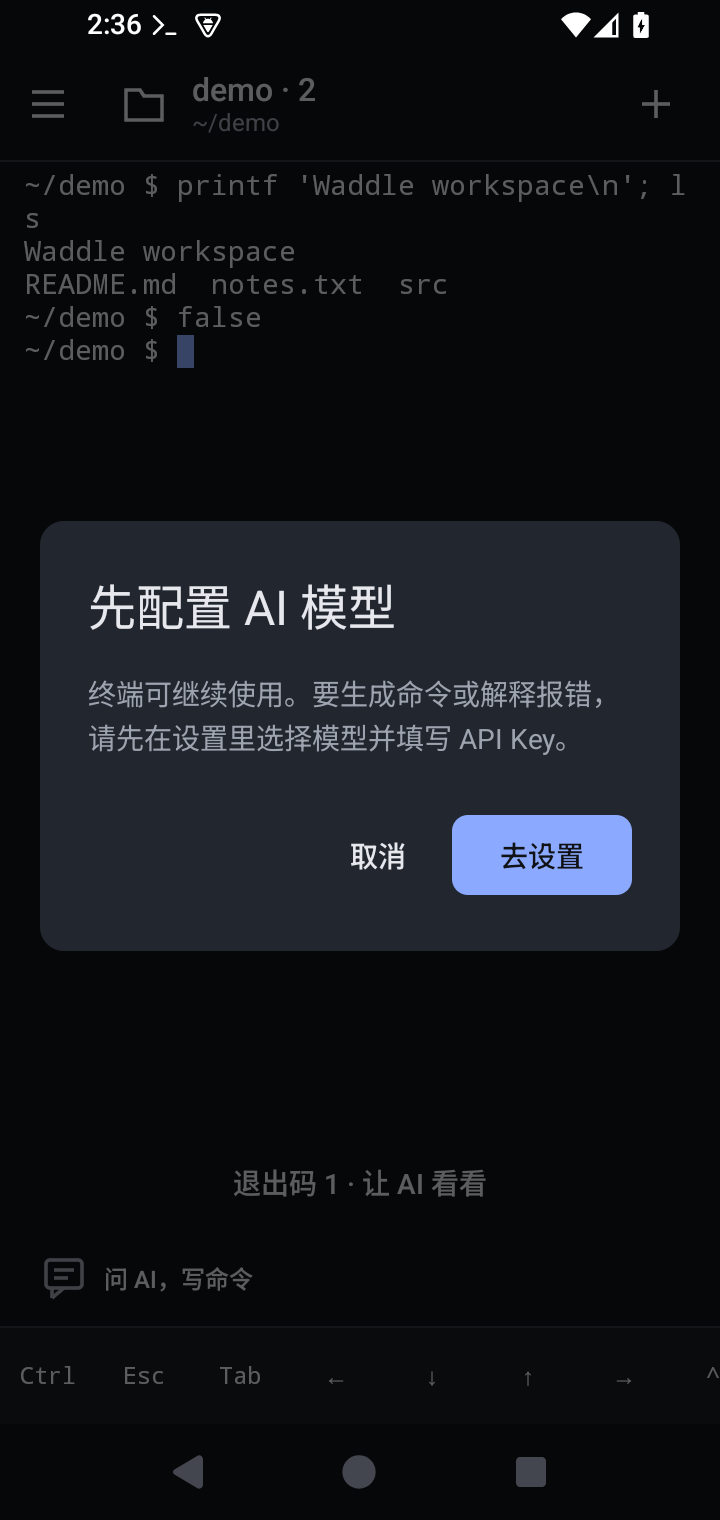 2:36
demo · 2
~/demo
~/demo $ printf 'Waddle workspace\n'; l
s
Waddle workspace
README.md  notes.txt  src
~/demo $ false
~/demo $
先配置 AI 模型
终端可继续使用。要生成命令或解释报错，
请先在设置里选择模型并填写 API Key。
取消 去设置
退出码 1 · 让 AI 看看
问 AI，写命令
Ctrl Esc Tab ← ↓ ↑ → ^